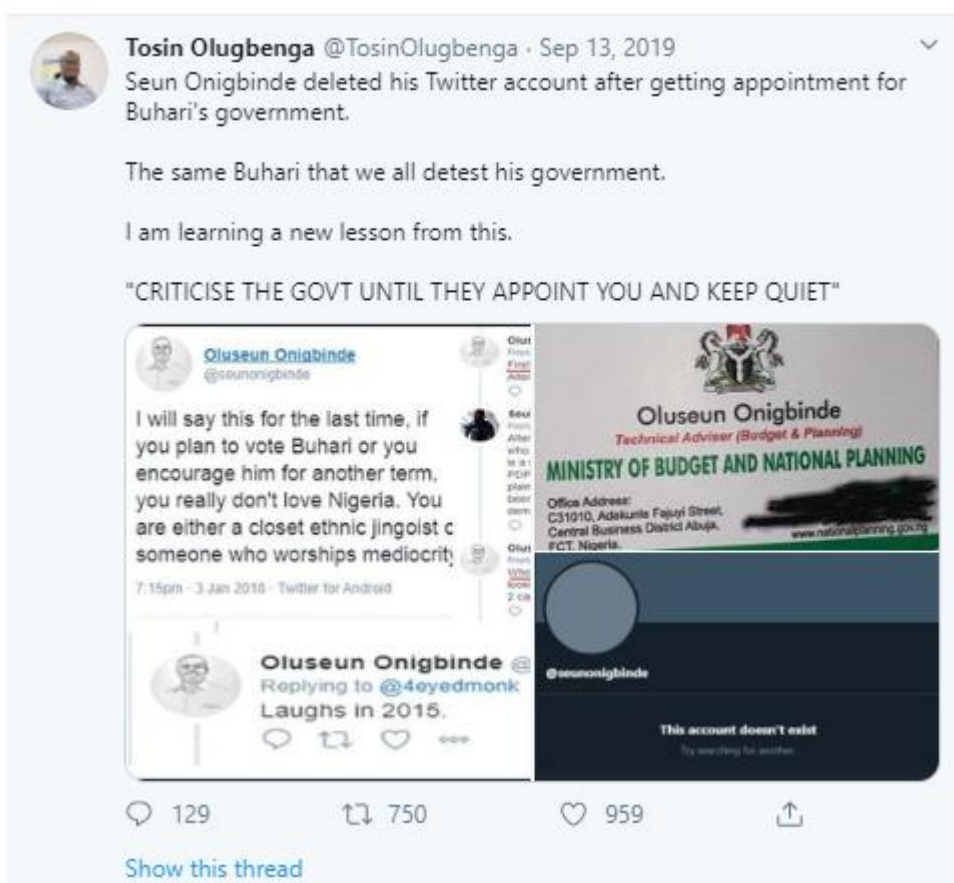 Tosin Olugbenga @TosinOlugbenga · Sep 13, 2019
Seun Onigbinde deleted his Twitter account after getting appointment for
Buhari's government.
The same Buhari that we all detest his government.
I am learning a new lesson from this.
"CRITICISE THE GOVT UNTIL THEY APPOINT YOU AND KEEP QUIET"
Oluseun Onigbinde
@seunonigbinde
I will say this for the last time, if
you plan to vote Buhari or you
encourage him for another term,
you really don't love Nigeria. You
are either a closet ethnic jingoist
someone who worships mediocrity
7:15pm · 3 Jan 2018 · Twitter for Android
Oluseun Onigbinde @
Replying to @4eyedmonk
Laughs in 2015.
Oluseun Onigbinde
Technical Adviser (Budget & Planning)
MINISTRY OF BUDGET AND NATIONAL PLANNING
Office Address:
C31010, Adekunle Fajuyi Street,
Central Business District Abuja,
FCT. Nigeria.
www.nationalplanning.gov.ng
@seunonigbinde
This account doesn't exist
Try searching for another.
129
750
959
Show this thread